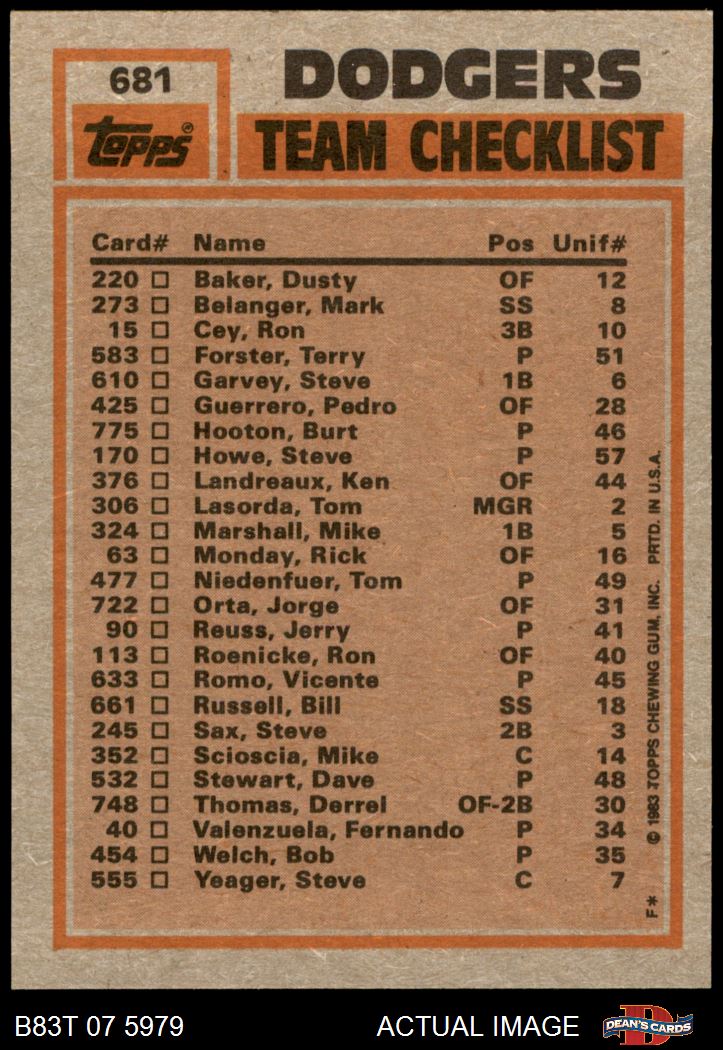 681
DODGERS
topps®
TEAM CHECKLIST
Card# Name Pos Unif#
220 □ Baker, Dusty OF 12
273 □ Belanger, Mark SS 8
15 □ Cey, Ron 3B 10
583 □ Forster, Terry P 51
610 □ Garvey, Steve 1B 6
425 □ Guerrero, Pedro OF 28
775 □ Hooton, Burt P 46
170 □ Howe, Steve P 57
376 □ Landreaux, Ken OF 44
306 □ Lasorda, Tom MGR 2
324 □ Marshall, Mike 1B 5
63 □ Monday, Rick OF 16
477 □ Niedenfuer, Tom P 49
722 □ Orta, Jorge OF 31
90 □ Reuss, Jerry P 41
113 □ Roenicke, Ron OF 40
633 □ Romo, Vicente P 45
661 □ Russell, Bill SS 18
245 □ Sax, Steve 2B 3
352 □ Scioscia, Mike C 14
532 □ Stewart, Dave P 48
748 □ Thomas, Derrel OF-2B 30
40 □ Valenzuela, Fernando P 34
454 □ Welch, Bob P 35
555 □ Yeager, Steve C 7
F* © 1983 TOPPS CHEWING GUM, INC. PRTD. IN U.S.A.
B83T 07 5979 ACTUAL IMAGE
D
DEAN'S CARDS